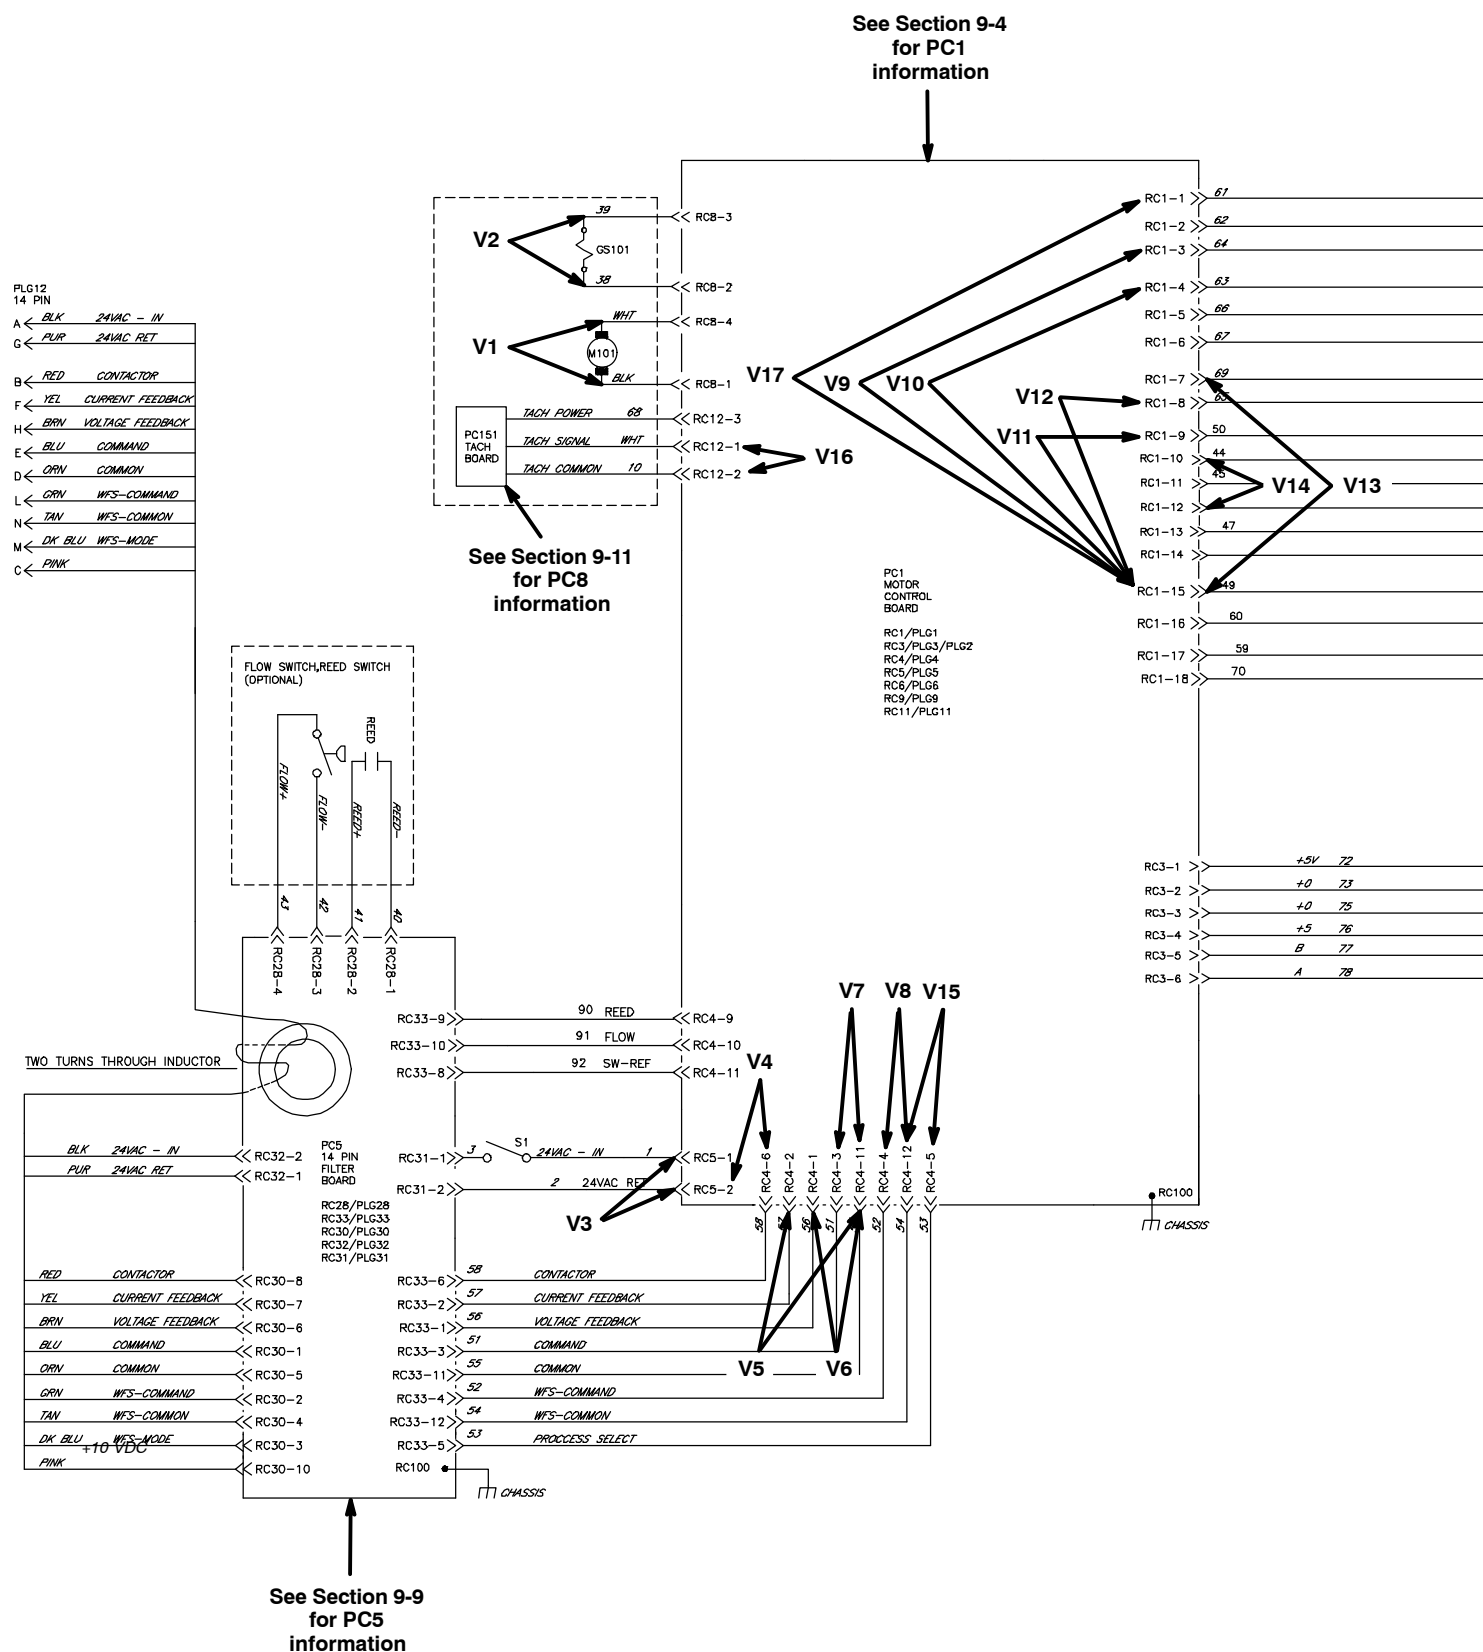 See Section 9-4
for PC1
information
RC1-1 61
RC1-2 62
RC1-3 64
RC1-4 63
RC1-5 66
RC1-6 67
RC1-7 69
RC1-8 65
RC1-9 50
RC1-10 44
RC1-11 45
RC1-12
RC1-13 47
RC1-14
RC1-15 49
RC1-16 60
RC1-17 59
RC1-18 70
V17
V9
V10
V12
V11
V14
V13
39 RC8-3
V2
GS101
38 RC8-2
WHT RC8-4
V1
M101
BLK RC8-1
PC151
TACH
BOARD
TACH POWER 68 RC12-3
TACH SIGNAL WHT RC12-1
TACH COMMON 10 RC12-2
V16
See Section 9-11
for PC8
information
PLG12
14 PIN
A BLK 24VAC - IN
G PUR 24VAC RET
B RED CONTACTOR
F YEL CURRENT FEEDBACK
H BRN VOLTAGE FEEDBACK
E BLU COMMAND
D ORN COMMON
L GRN WFS-COMMAND
N TAN WFS-COMMON
M DK BLU WFS-MODE
C PINK
PC1
MOTOR
CONTROL
BOARD
RC1/PLG1
RC3/PLG3/PLG2
RC4/PLG4
RC5/PLG5
RC6/PLG6
RC9/PLG9
RC11/PLG11
FLOW SWITCH,REED SWITCH
(OPTIONAL)
REED
FLOW+
FLOW-
REED+
REED-
43
42
41
40
RC28-4
RC28-3
RC28-2
RC28-1
RC3-1 +5V 72
RC3-2 +0 73
RC3-3 +0 75
RC3-4 +5 76
RC3-5 B 77
RC3-6 A 78
RC33-9 90 REED RC4-9
RC33-10 91 FLOW RC4-10
RC33-8 92 SW-REF RC4-11
TWO TURNS THROUGH INDUCTOR
V4
V7
V8
V15
BLK 24VAC - IN RC32-2
PUR 24VAC RET RC32-1
PC5
14 PIN
FILTER
BOARD
RC28/PLG28
RC33/PLG33
RC30/PLG30
RC32/PLG32
RC31/PLG31
RC31-1 3 S1 24VAC - IN 1 RC5-1
RC31-2 2 24VAC RET RC5-2
V3
RC4-6
RC4-2
RC4-1
RC4-3
RC4-11
RC4-4
RC4-12
RC4-5
58
57
56
51
52
54
53
RC100
CHASSIS
RED CONTACTOR RC30-8
YEL CURRENT FEEDBACK RC30-7
BRN VOLTAGE FEEDBACK RC30-6
BLU COMMAND RC30-1
ORN COMMON RC30-5
GRN WFS-COMMAND RC30-2
TAN WFS-COMMON RC30-4
DK BLU WFS-MODE RC30-3
+10 VDC
PINK RC30-10
RC33-6 58 CONTACTOR
RC33-2 57 CURRENT FEEDBACK
RC33-1 56 VOLTAGE FEEDBACK
RC33-3 51 COMMAND
RC33-11 55 COMMON
RC33-4 52 WFS-COMMAND
RC33-12 54 WFS-COMMON
RC33-5 53 PROCCESS SELECT
V5
V6
RC100
CHASSIS
See Section 9-9
for PC5
information